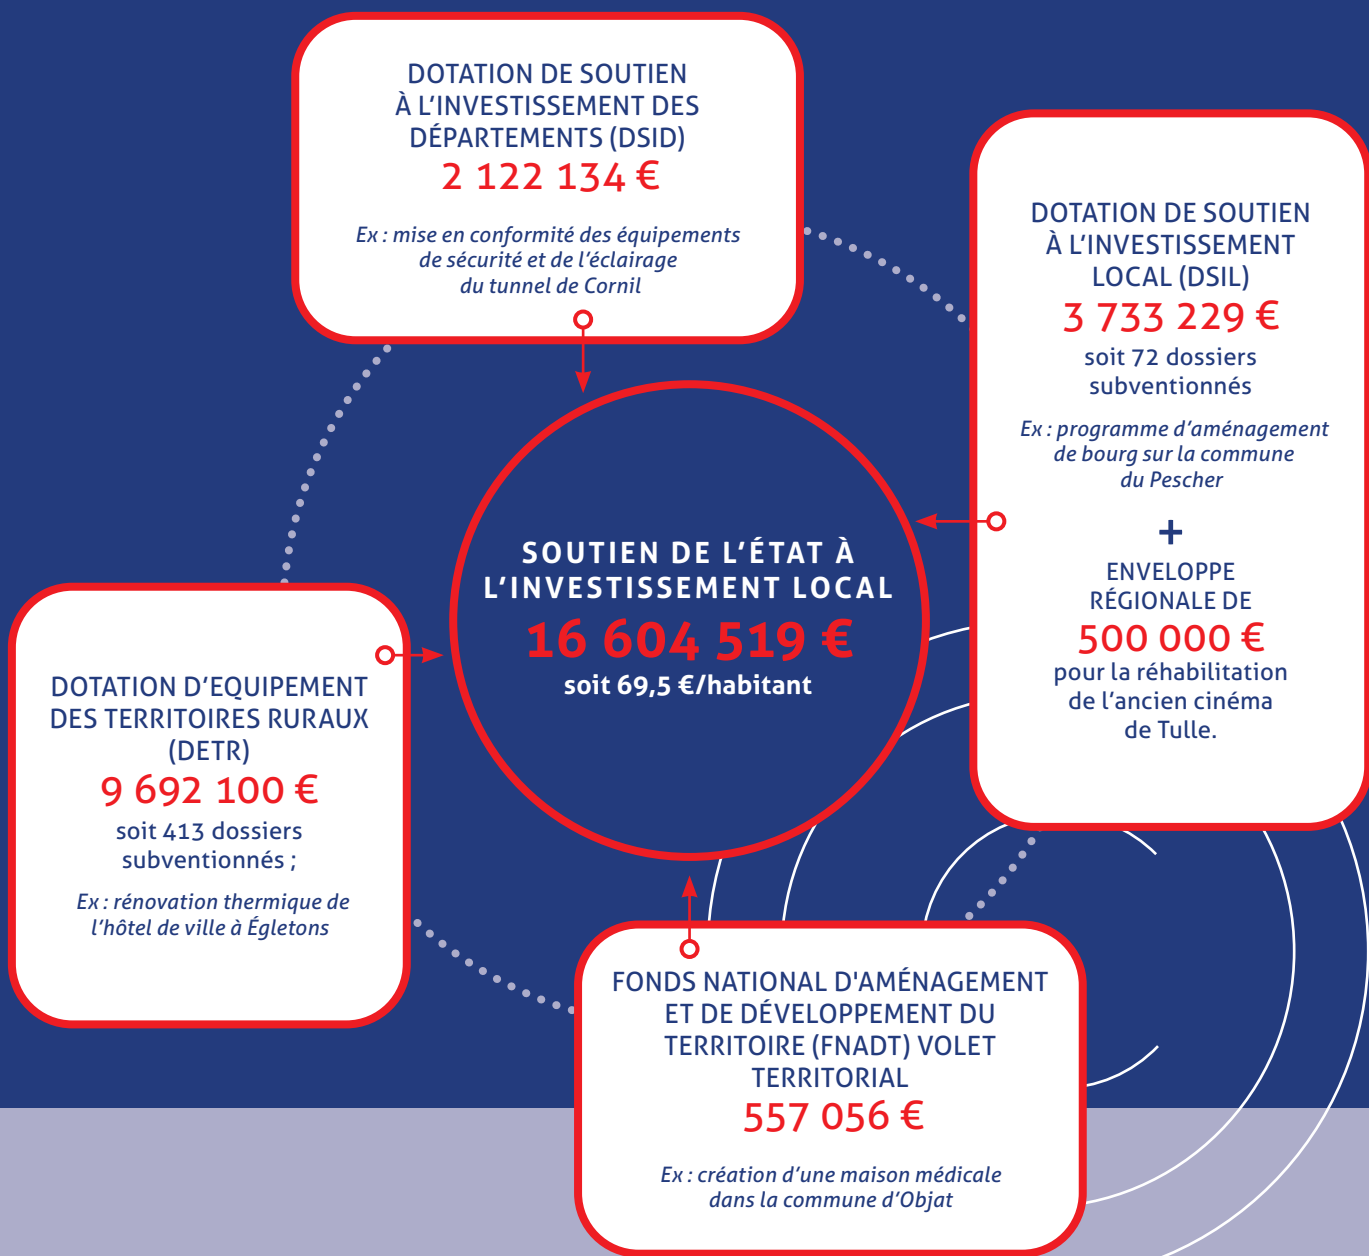 DOTATION DE SOUTIEN
À L'INVESTISSEMENT DES
DÉPARTEMENTS (DSID)
2 122 134 €
Ex : mise en conformité des équipements
de sécurité et de l'éclairage
du tunnel de Cornil
DOTATION DE SOUTIEN
À L'INVESTISSEMENT
LOCAL (DSIL)
3 733 229 €
soit 72 dossiers
subventionnés
Ex : programme d'aménagement
de bourg sur la commune
du Pescher
+
ENVELOPPE
RÉGIONALE DE
500 000 €
pour la réhabilitation
de l'ancien cinéma
de Tulle.
SOUTIEN DE L'ÉTAT À
L'INVESTISSEMENT LOCAL
16 604 519 €
soit 69,5 €/habitant
DOTATION D'EQUIPEMENT
DES TERRITOIRES RURAUX
(DETR)
9 692 100 €
soit 413 dossiers
subventionnés ;
Ex : rénovation thermique de
l'hôtel de ville à Égletons
FONDS NATIONAL D'AMÉNAGEMENT
ET DE DÉVELOPPEMENT DU
TERRITOIRE (FNADT) VOLET
TERRITORIAL
557 056 €
Ex : création d'une maison médicale
dans la commune d'Objat